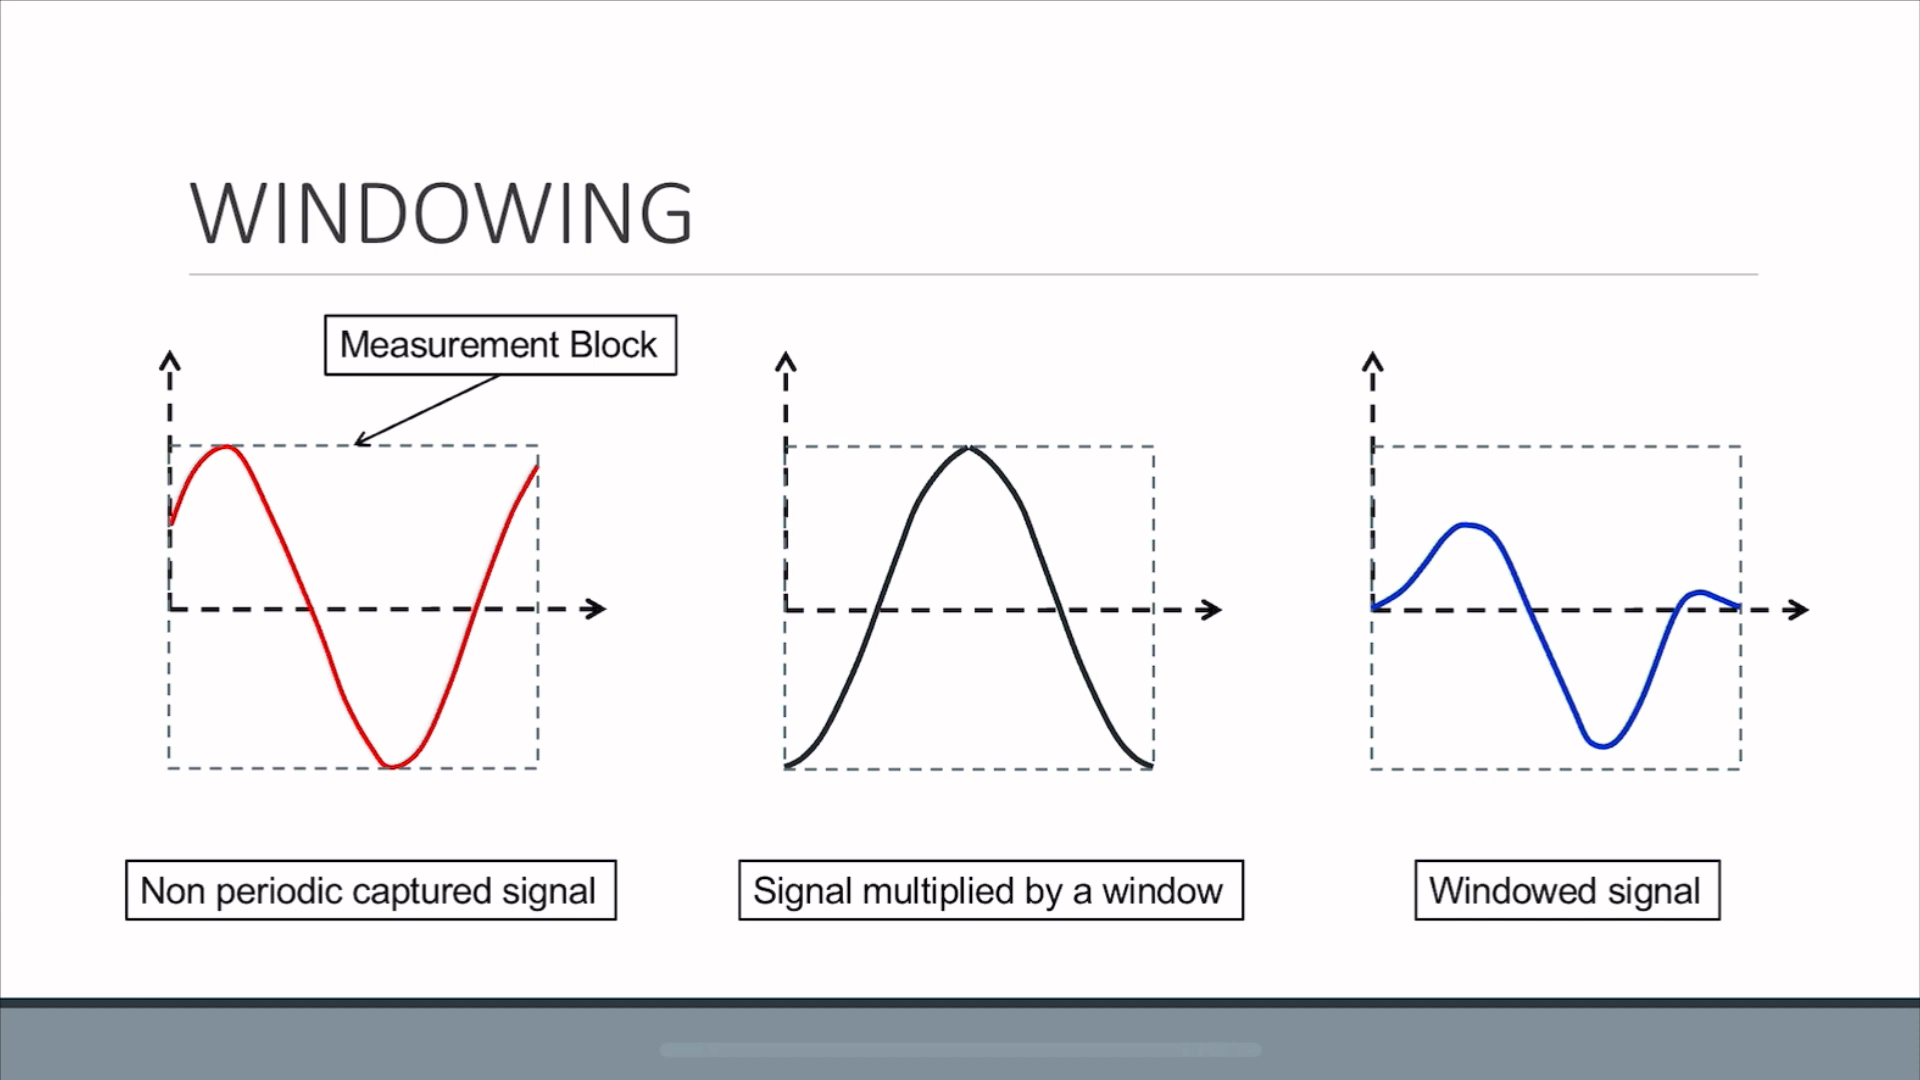 WINDOWING
Measurement Block
Non periodic captured signal
Signal multiplied by a window
Windowed signal